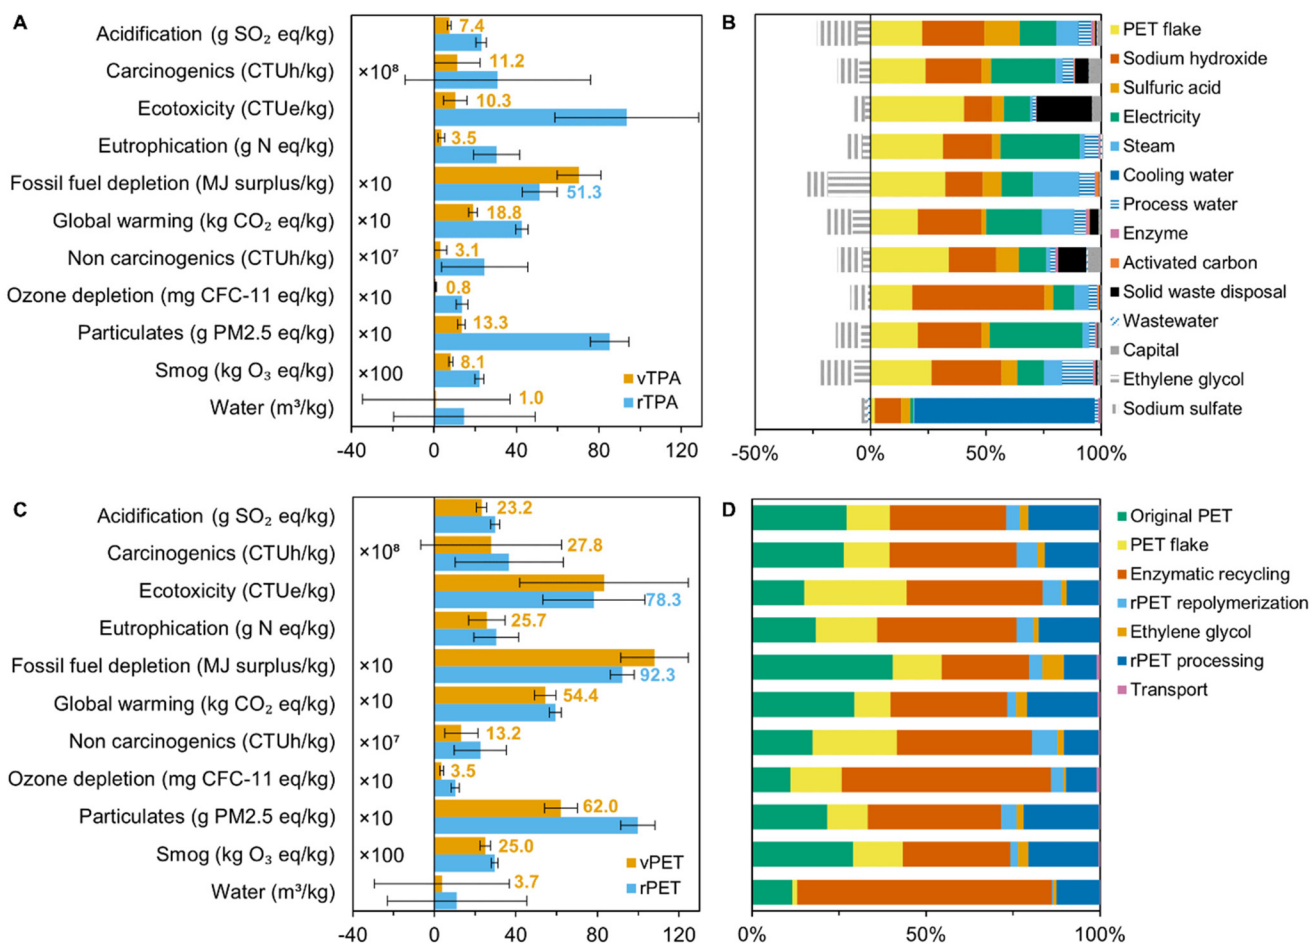 A
Acidification (g SO₂ eq/kg)
7.4
Carcinogenics (CTUh/kg)
×10⁸
11.2
Ecotoxicity (CTUe/kg)
10.3
Eutrophication (g N eq/kg)
3.5
Fossil fuel depletion (MJ surplus/kg)
×10
51.3
Global warming (kg CO₂ eq/kg)
×10
18.8
Non carcinogenics (CTUh/kg)
×10⁷
3.1
Ozone depletion (mg CFC-11 eq/kg)
×10
0.8
Particulates (g PM2.5 eq/kg)
×10
13.3
Smog (kg O₃ eq/kg)
×100
8.1
Water (m³/kg)
1.0
vTPA
rTPA
-40 0 40 80 120
B
PET flake
Sodium hydroxide
Sulfuric acid
Electricity
Steam
Cooling water
Process water
Enzyme
Activated carbon
Solid waste disposal
Wastewater
Capital
Ethylene glycol
Sodium sulfate
-50% 0% 50% 100%
C
Acidification (g SO₂ eq/kg)
23.2
Carcinogenics (CTUh/kg)
×10⁸
27.8
Ecotoxicity (CTUe/kg)
78.3
Eutrophication (g N eq/kg)
25.7
Fossil fuel depletion (MJ surplus/kg)
×10
92.3
Global warming (kg CO₂ eq/kg)
×10
54.4
Non carcinogenics (CTUh/kg)
×10⁷
13.2
Ozone depletion (mg CFC-11 eq/kg)
×10
3.5
Particulates (g PM2.5 eq/kg)
×10
62.0
Smog (kg O₃ eq/kg)
×100
25.0
Water (m³/kg)
3.7
vPET
rPET
-40 0 40 80 120
D
Original PET
PET flake
Enzymatic recycling
rPET repolymerization
Ethylene glycol
rPET processing
Transport
0% 50% 100%